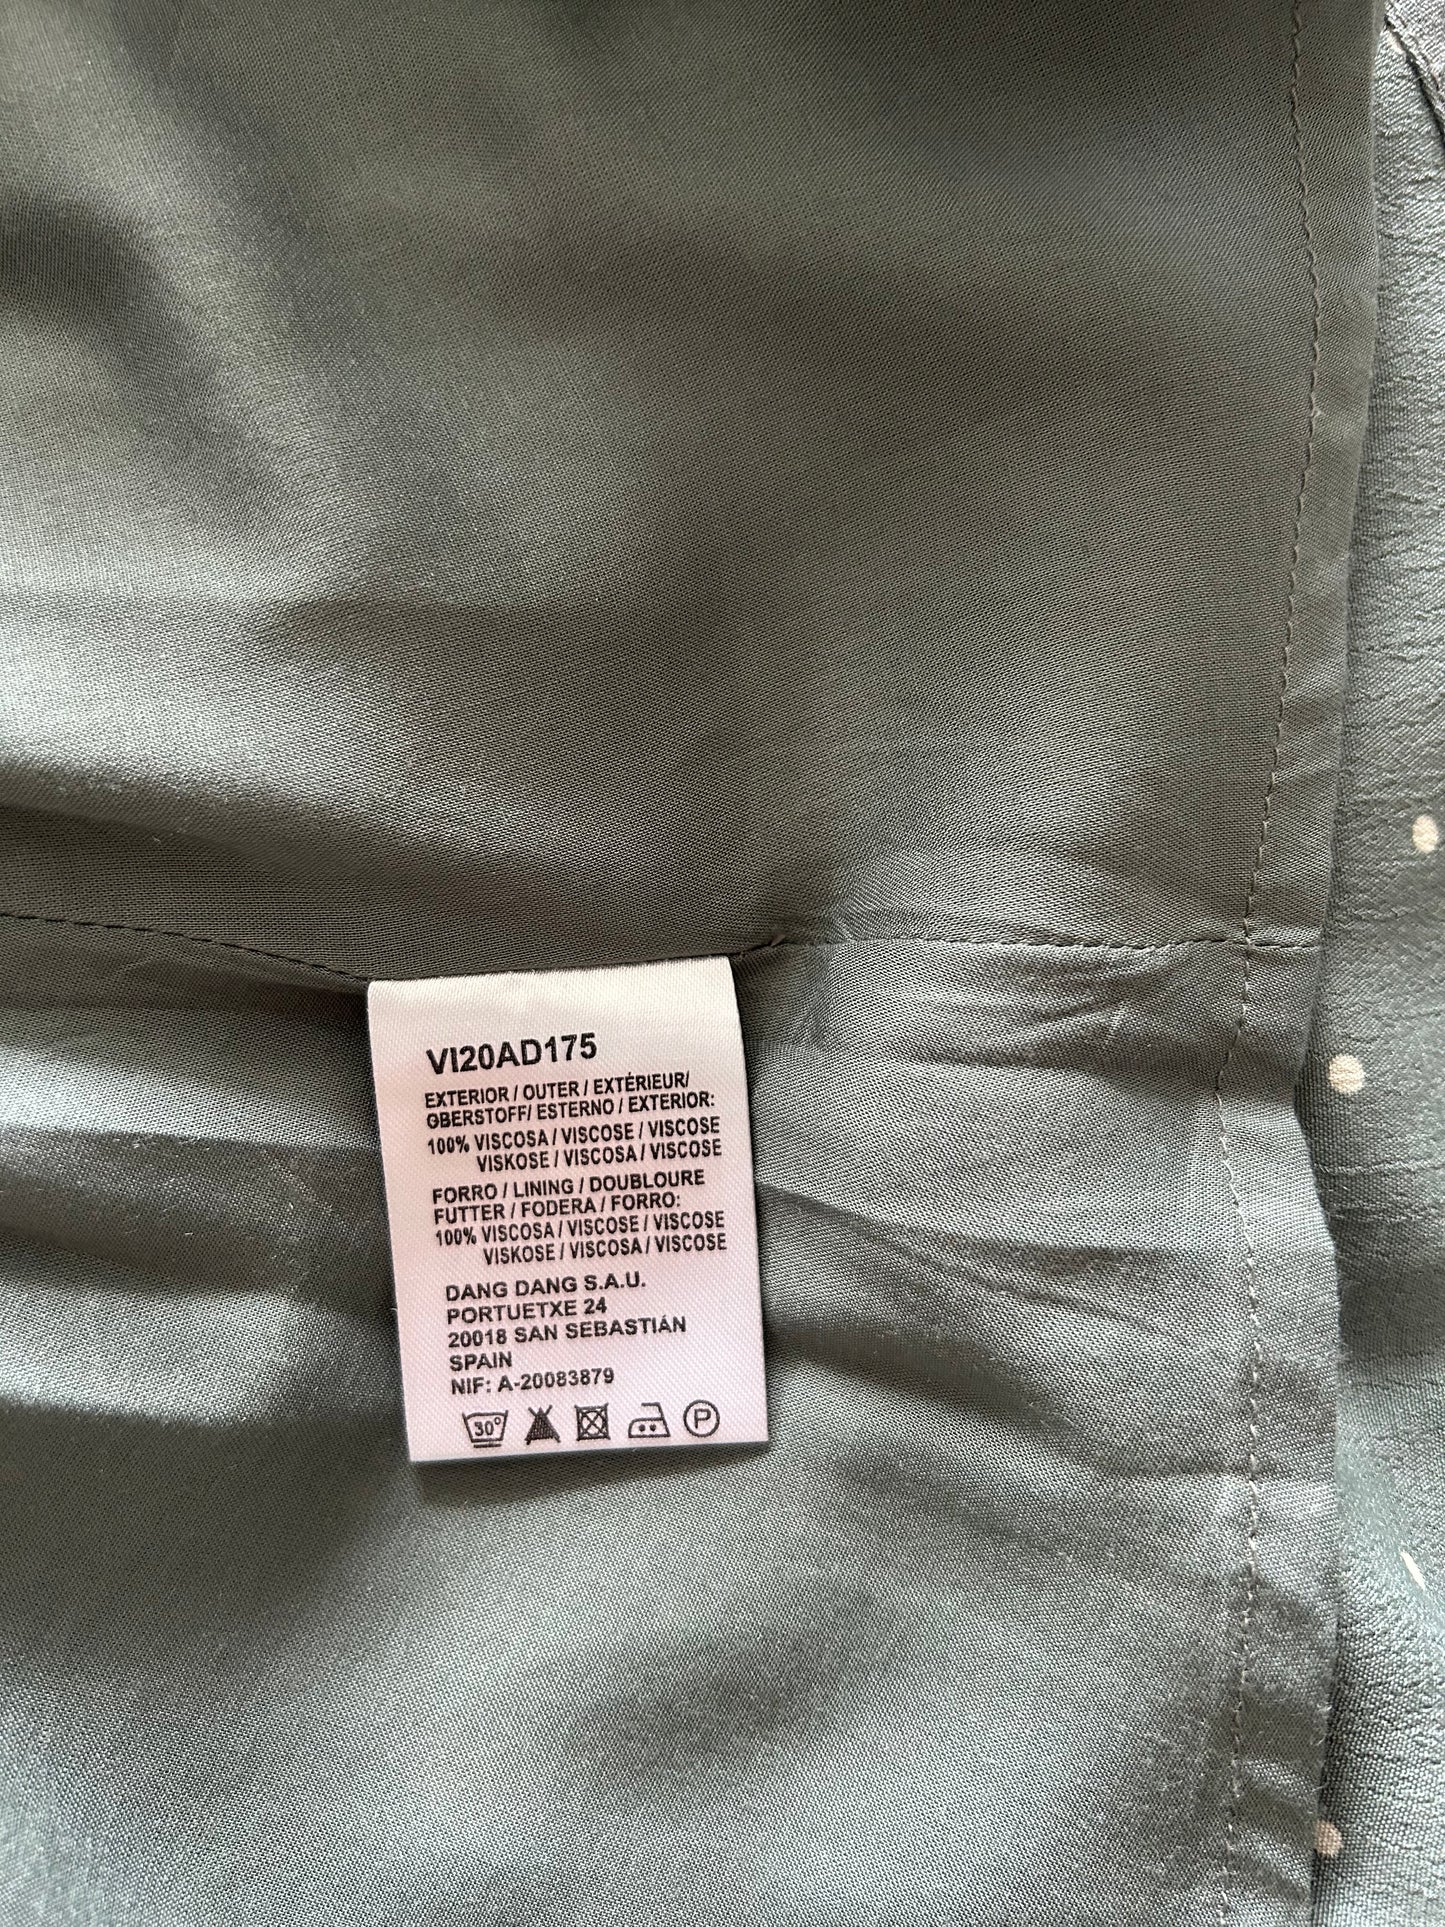 VI20AD175
EXTERIOR / OUTER / EXTÉRIEUR/
OBERSTOFF/ ESTERNO / EXTERIOR:
100% VISCOSA / VISCOSE / VISCOSE
VISKOSE / VISCOSA / VISCOSE
FORRO / LINING / DOUBLOURE
FUTTER / FODERA / FORRO:
100% VISCOSA / VISCOSE / VISCOSE
VISKOSE / VISCOSA / VISCOSE
DANG DANG S.A.U.
PORTUETXE 24
20018 SAN SEBASTIÁN
SPAIN
NIF: A-20083879
30° P